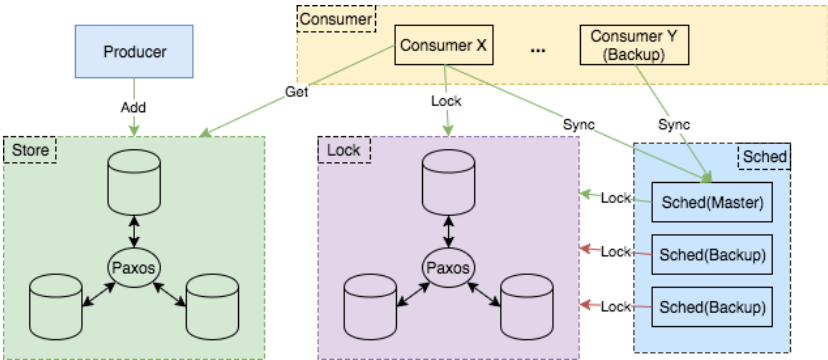 Consumer
Producer
Consumer X
...
Consumer Y
(Backup)
Get
Add
Lock
Sync
Sync
Store
Lock
Sched
Lock
Sched(Master)
Lock
Sched(Backup)
Paxos
Paxos
Lock
Sched(Backup)